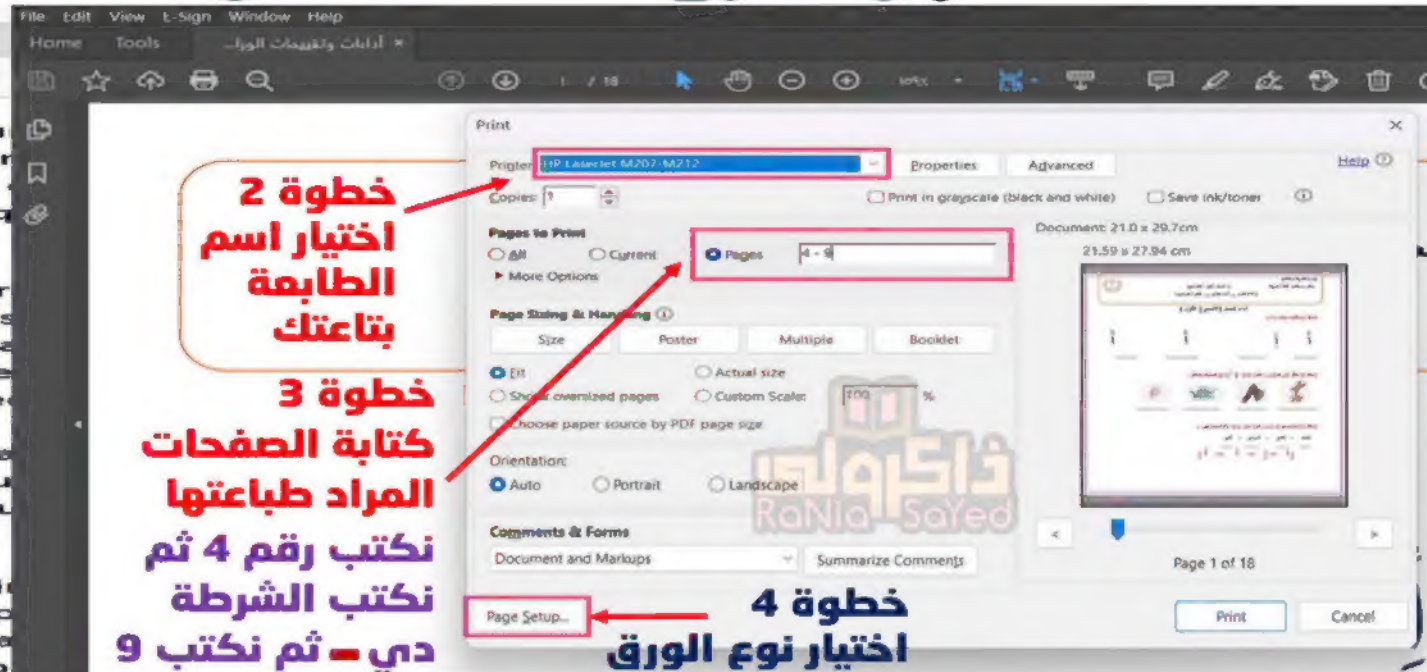 File Edit View E-Sign Window Help
Home Tools أداءات وتقييمات الورا...
1 / 18
Print
Printer: HP LaserJet M207-M212 Properties Advanced Help
Copies: 1 Print in grayscale (black and white) Save ink/toner
Pages to Print
All Current Pages 4 - 9
More Options
Document: 21.0 x 29.7cm
21.59 x 27.94 cm
Page Sizing & Handling
Size Poster Multiple Booklet
Fit Actual size
Show oversized pages Custom Scale: 100 %
Choose paper source by PDF page size
Orientation:
Auto Portrait Landscape
Comments & Forms
Document and Markups Summarize Comments
Page 1 of 18
Page Setup... Print Cancel
خطوة 2
اختيار اسم
الطابعة
بتاعتك
خطوة 3
كتابة الصفحات
المراد طباعتها
نكتب رقم 4 ثم
نكتب الشرطة
دي - ثم نكتب 9
خطوة 4
اختيار نوع الورق
ذاكرولي
RaNia SaYed